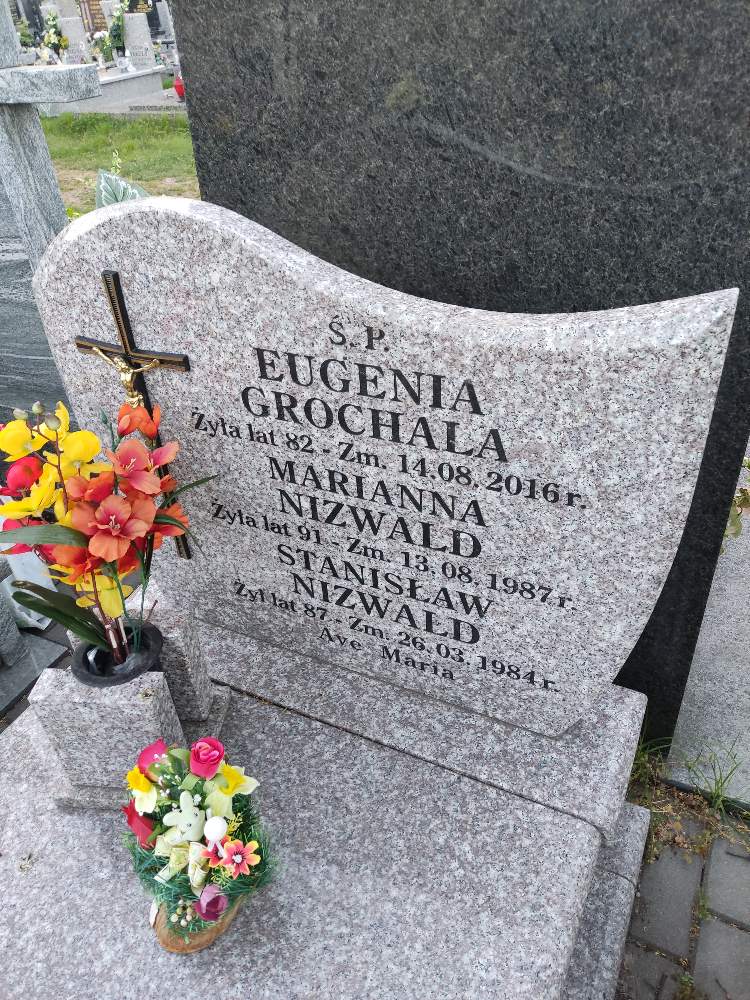 Ś.P.
EUGENIA
GROCHALA
Żyła lat 82 - Zm. 14.08.2016 r.
MARIANNA
NIZWALD
Żyła lat 91 - Zm. 13.08.1987 r.
STANISŁAW
NIZWALD
Żył lat 87 - Zm. 26.03.1984 r.
Ave Maria